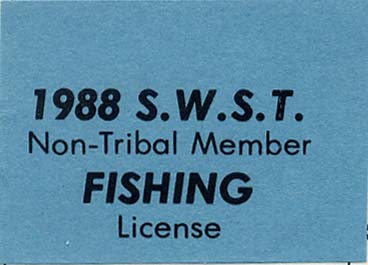 1988 S.W.S.T.
Non-Tribal Member
FISHING
License